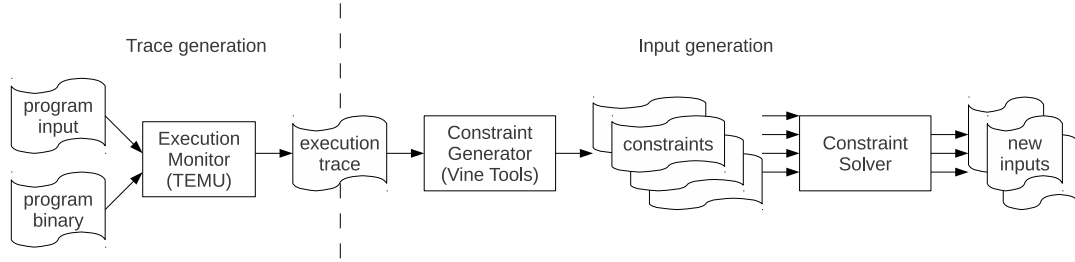 Trace generation
Input generation
program
input
program
binary
Execution
Monitor
(TEMU)
execution
trace
Constraint
Generator
(Vine Tools)
constraints
Constraint
Solver
new
inputs